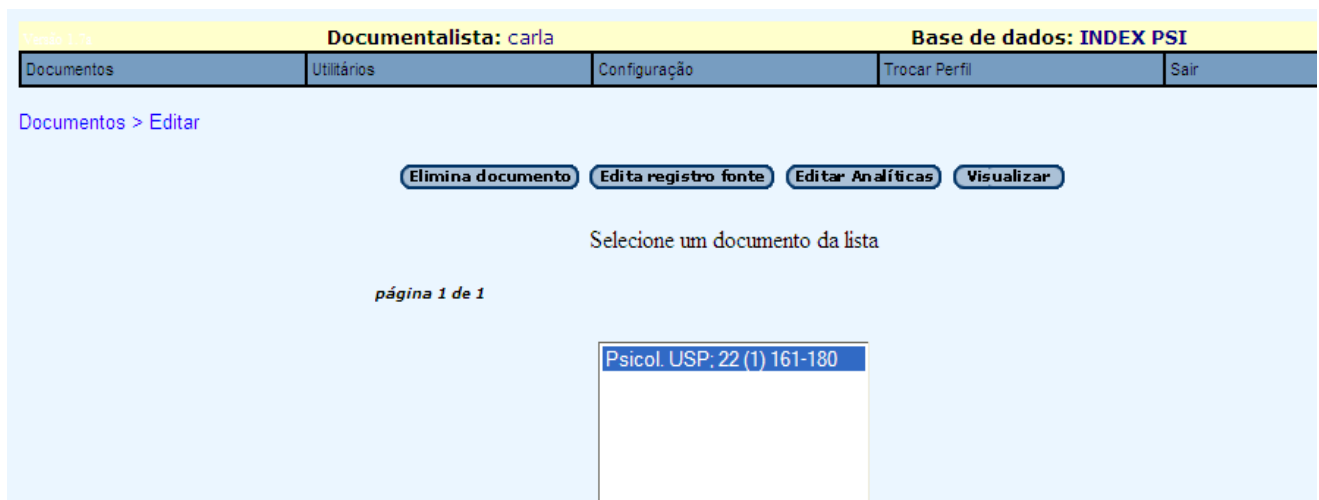 Documentalista: carla Base de dados: INDEX PSI
Documentos Utilitários Configuração Trocar Perfil Sair
Documentos > Editar
Elimina documento Edita registro fonte Editar Analíticas Visualizar
Selecione um documento da lista
página 1 de 1
Psicol. USP; 22 (1) 161-180